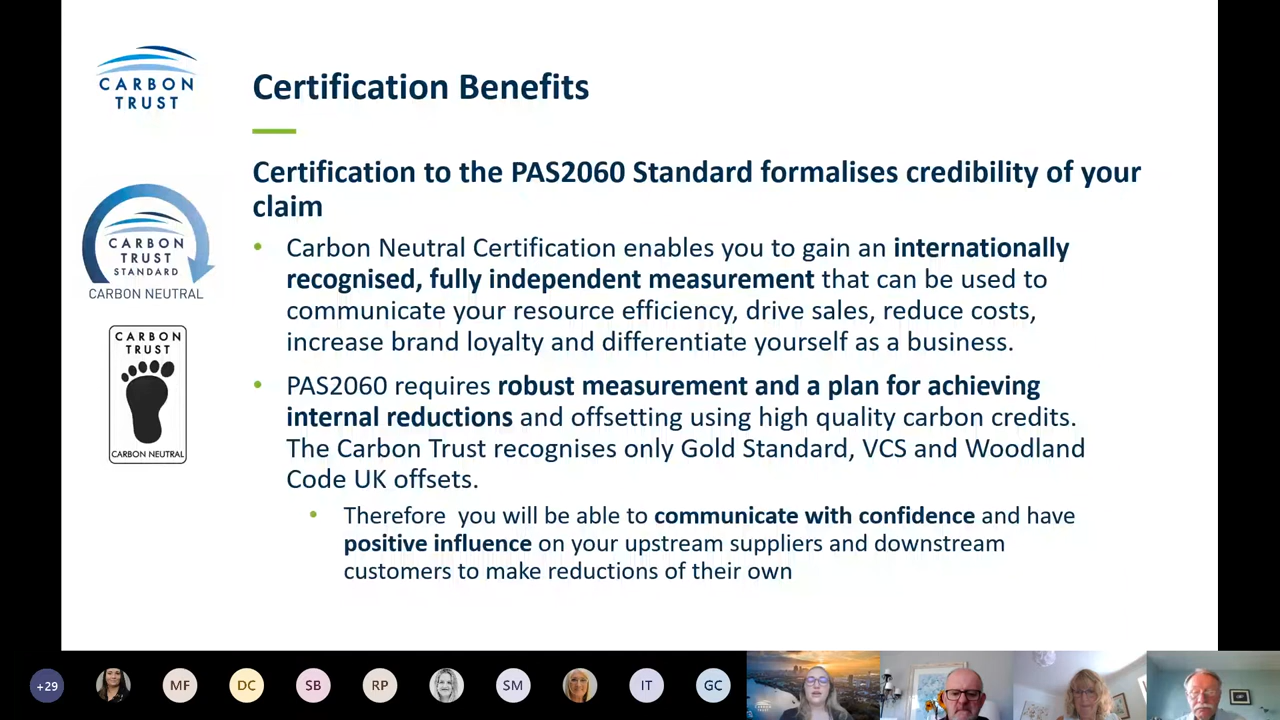 CARBON
TRUST
Certification Benefits
Certification to the PAS2060 Standard formalises credibility of your
claim
CARBON
TRUST
STANDARD
CARBON NEUTRAL
• Carbon Neutral Certification enables you to gain an internationally
recognised, fully independent measurement that can be used to
communicate your resource efficiency, drive sales, reduce costs,
increase brand loyalty and differentiate yourself as a business.
CARBON
TRUST
CARBON NEUTRAL
• PAS2060 requires robust measurement and a plan for achieving
internal reductions and offsetting using high quality carbon credits.
The Carbon Trust recognises only Gold Standard, VCS and Woodland
Code UK offsets.
• Therefore you will be able to communicate with confidence and have
positive influence on your upstream suppliers and downstream
customers to make reductions of their own
+29 MF DC SB RP SM IT GC
CARBON
TRUST